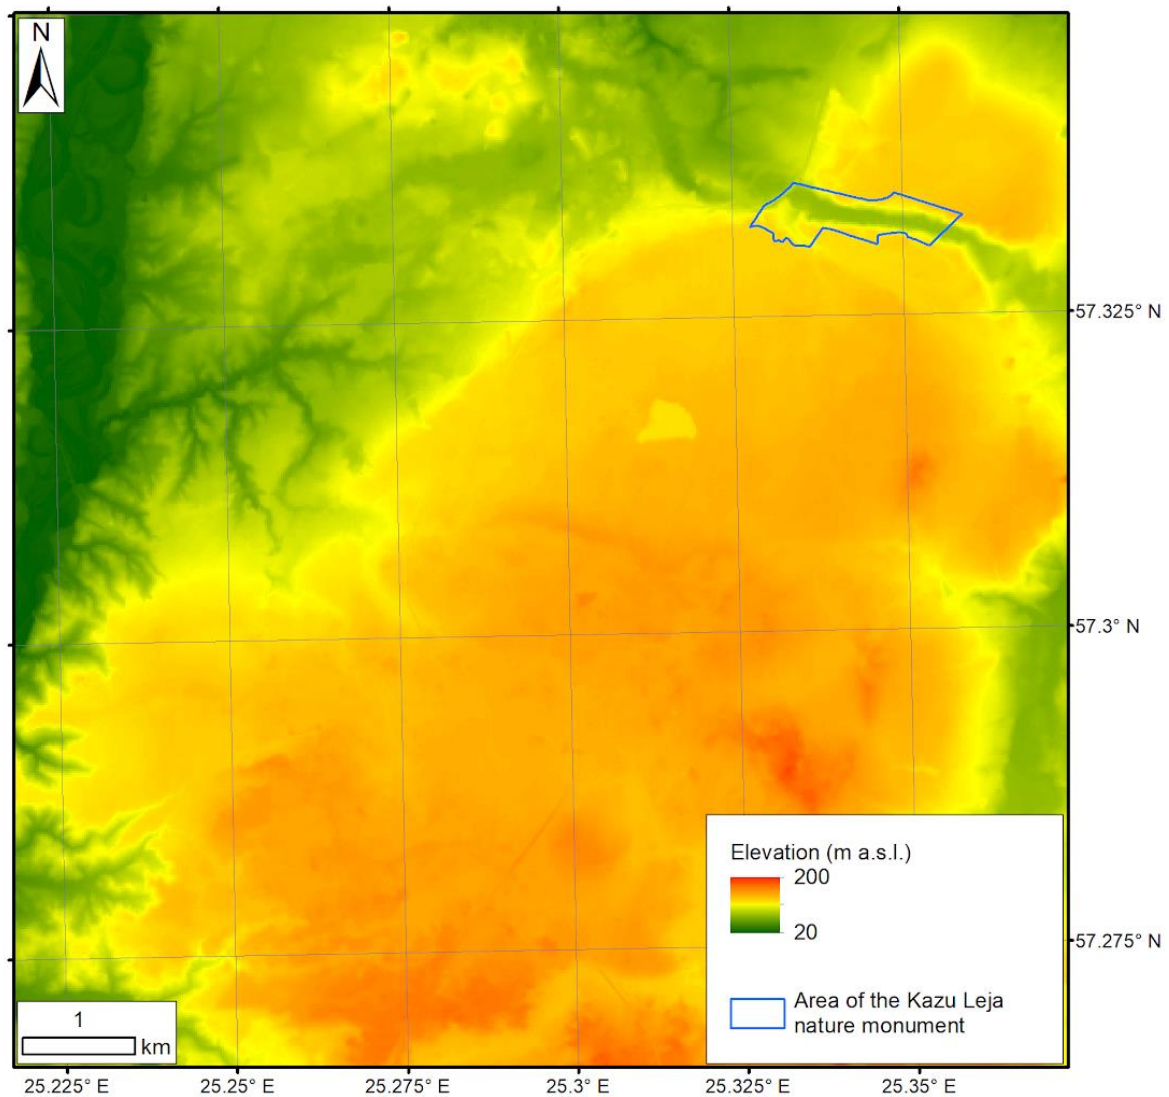 N
57.325° N
57.3° N
Elevation (m a.s.l.)
200
20
57.275° N
Area of the Kazu Leja
nature monument
1
km
25.225° E
25.25° E
25.275° E
25.3° E
25.325° E
25.35° E